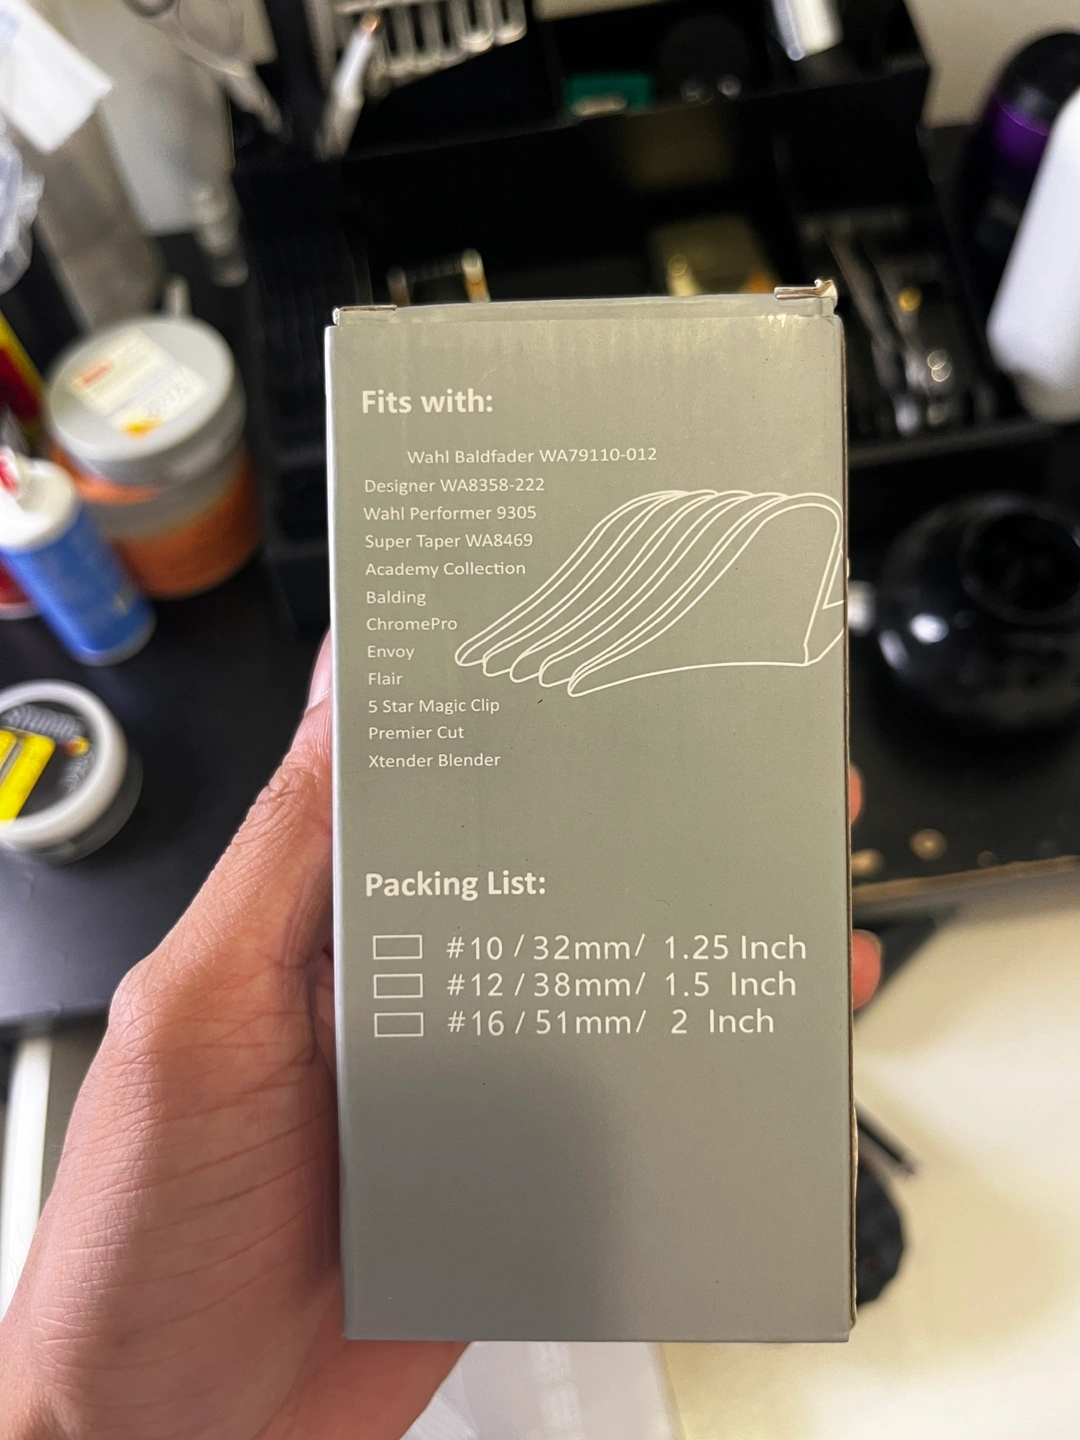 Fits with:
Wahl Baldfader WA79110-012
Designer WA8358-222
Wahl Performer 9305
Super Taper WA8469
Academy Collection
Balding
ChromePro
Envoy
Flair
5 Star Magic Clip
Premier Cut
Xtender Blender
Packing List:
#10 / 32mm/ 1.25 Inch
#12 / 38mm/ 1.5 Inch
#16 / 51mm/ 2 Inch